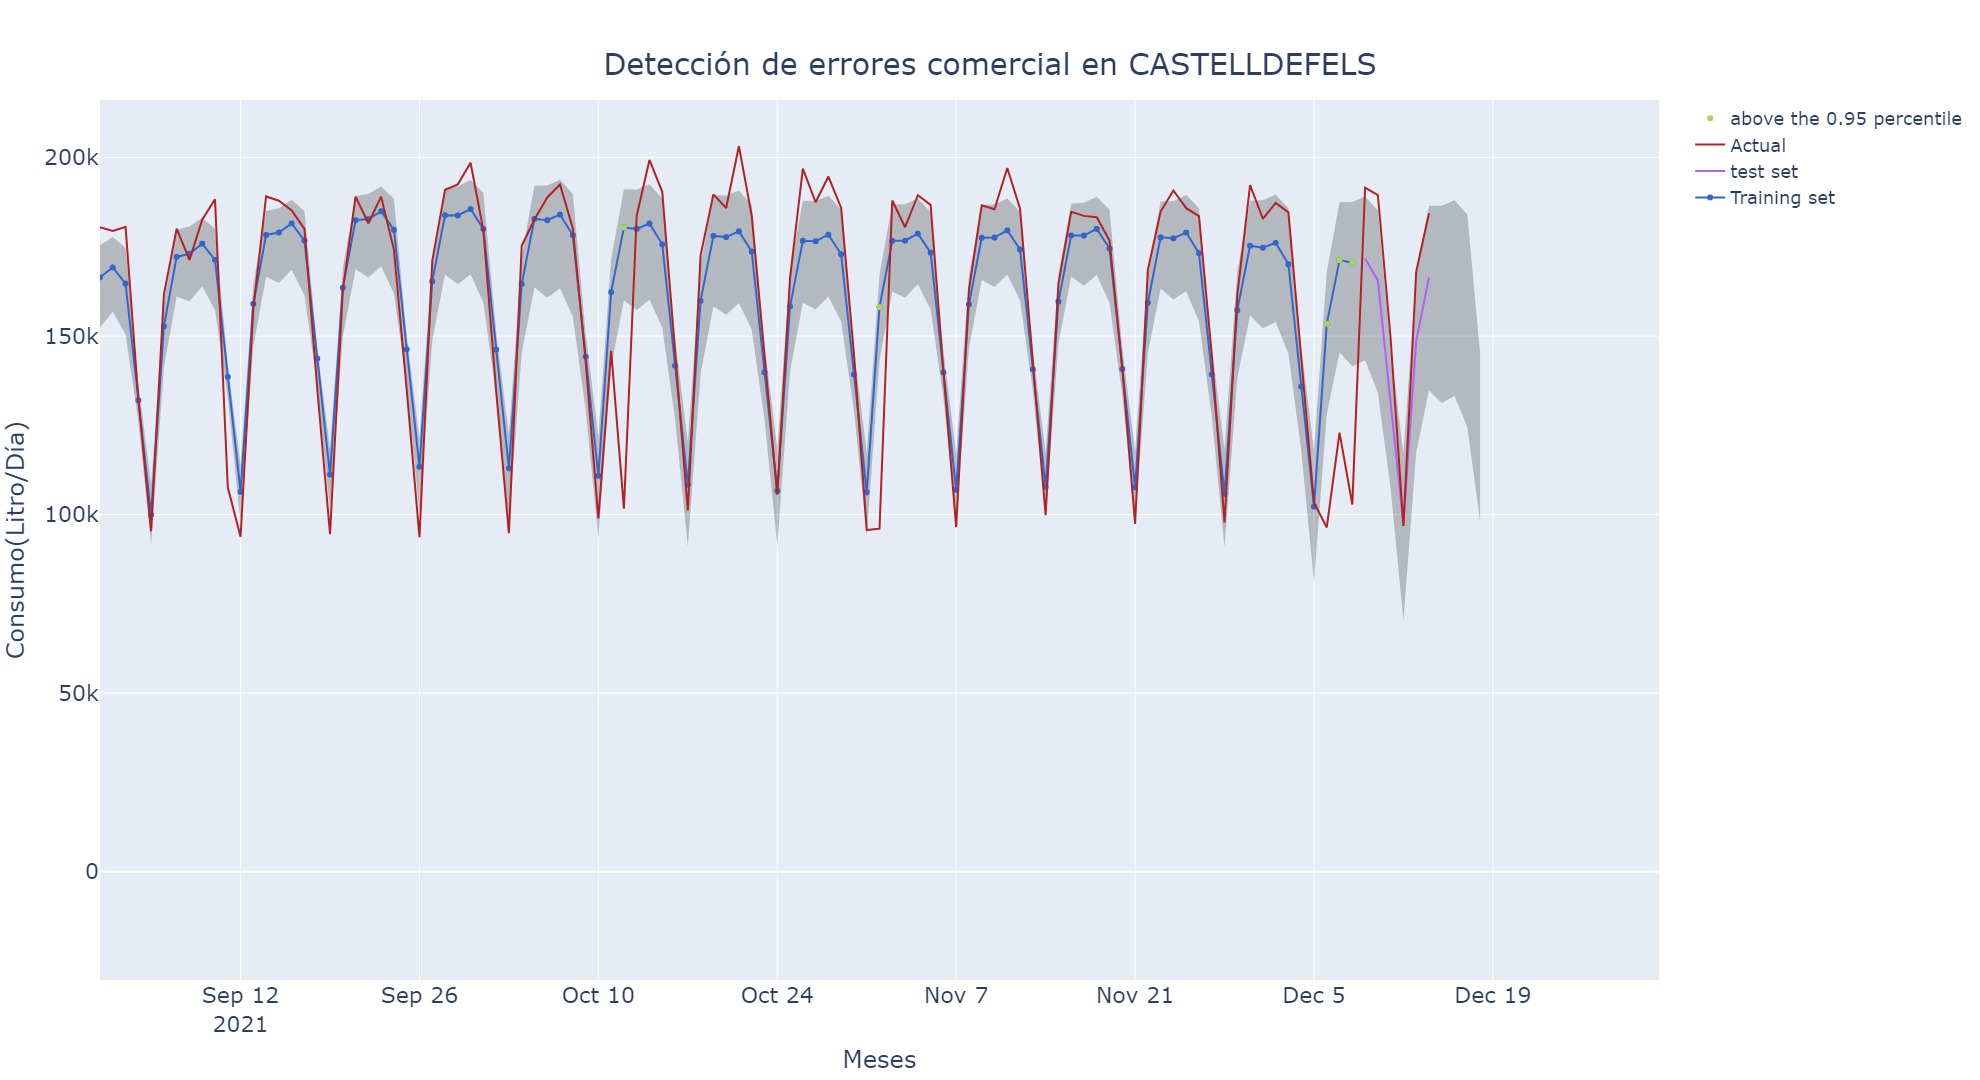 Detección de errores comercial en CASTELLDEFELS
above the 0.95 percentile
Actual
test set
Training set
200k
150k
100k
50k
0
Consumo(Litro/Día)
Sep 12
2021
Sep 26
Oct 10
Oct 24
Nov 7
Nov 21
Dec 5
Dec 19
Meses